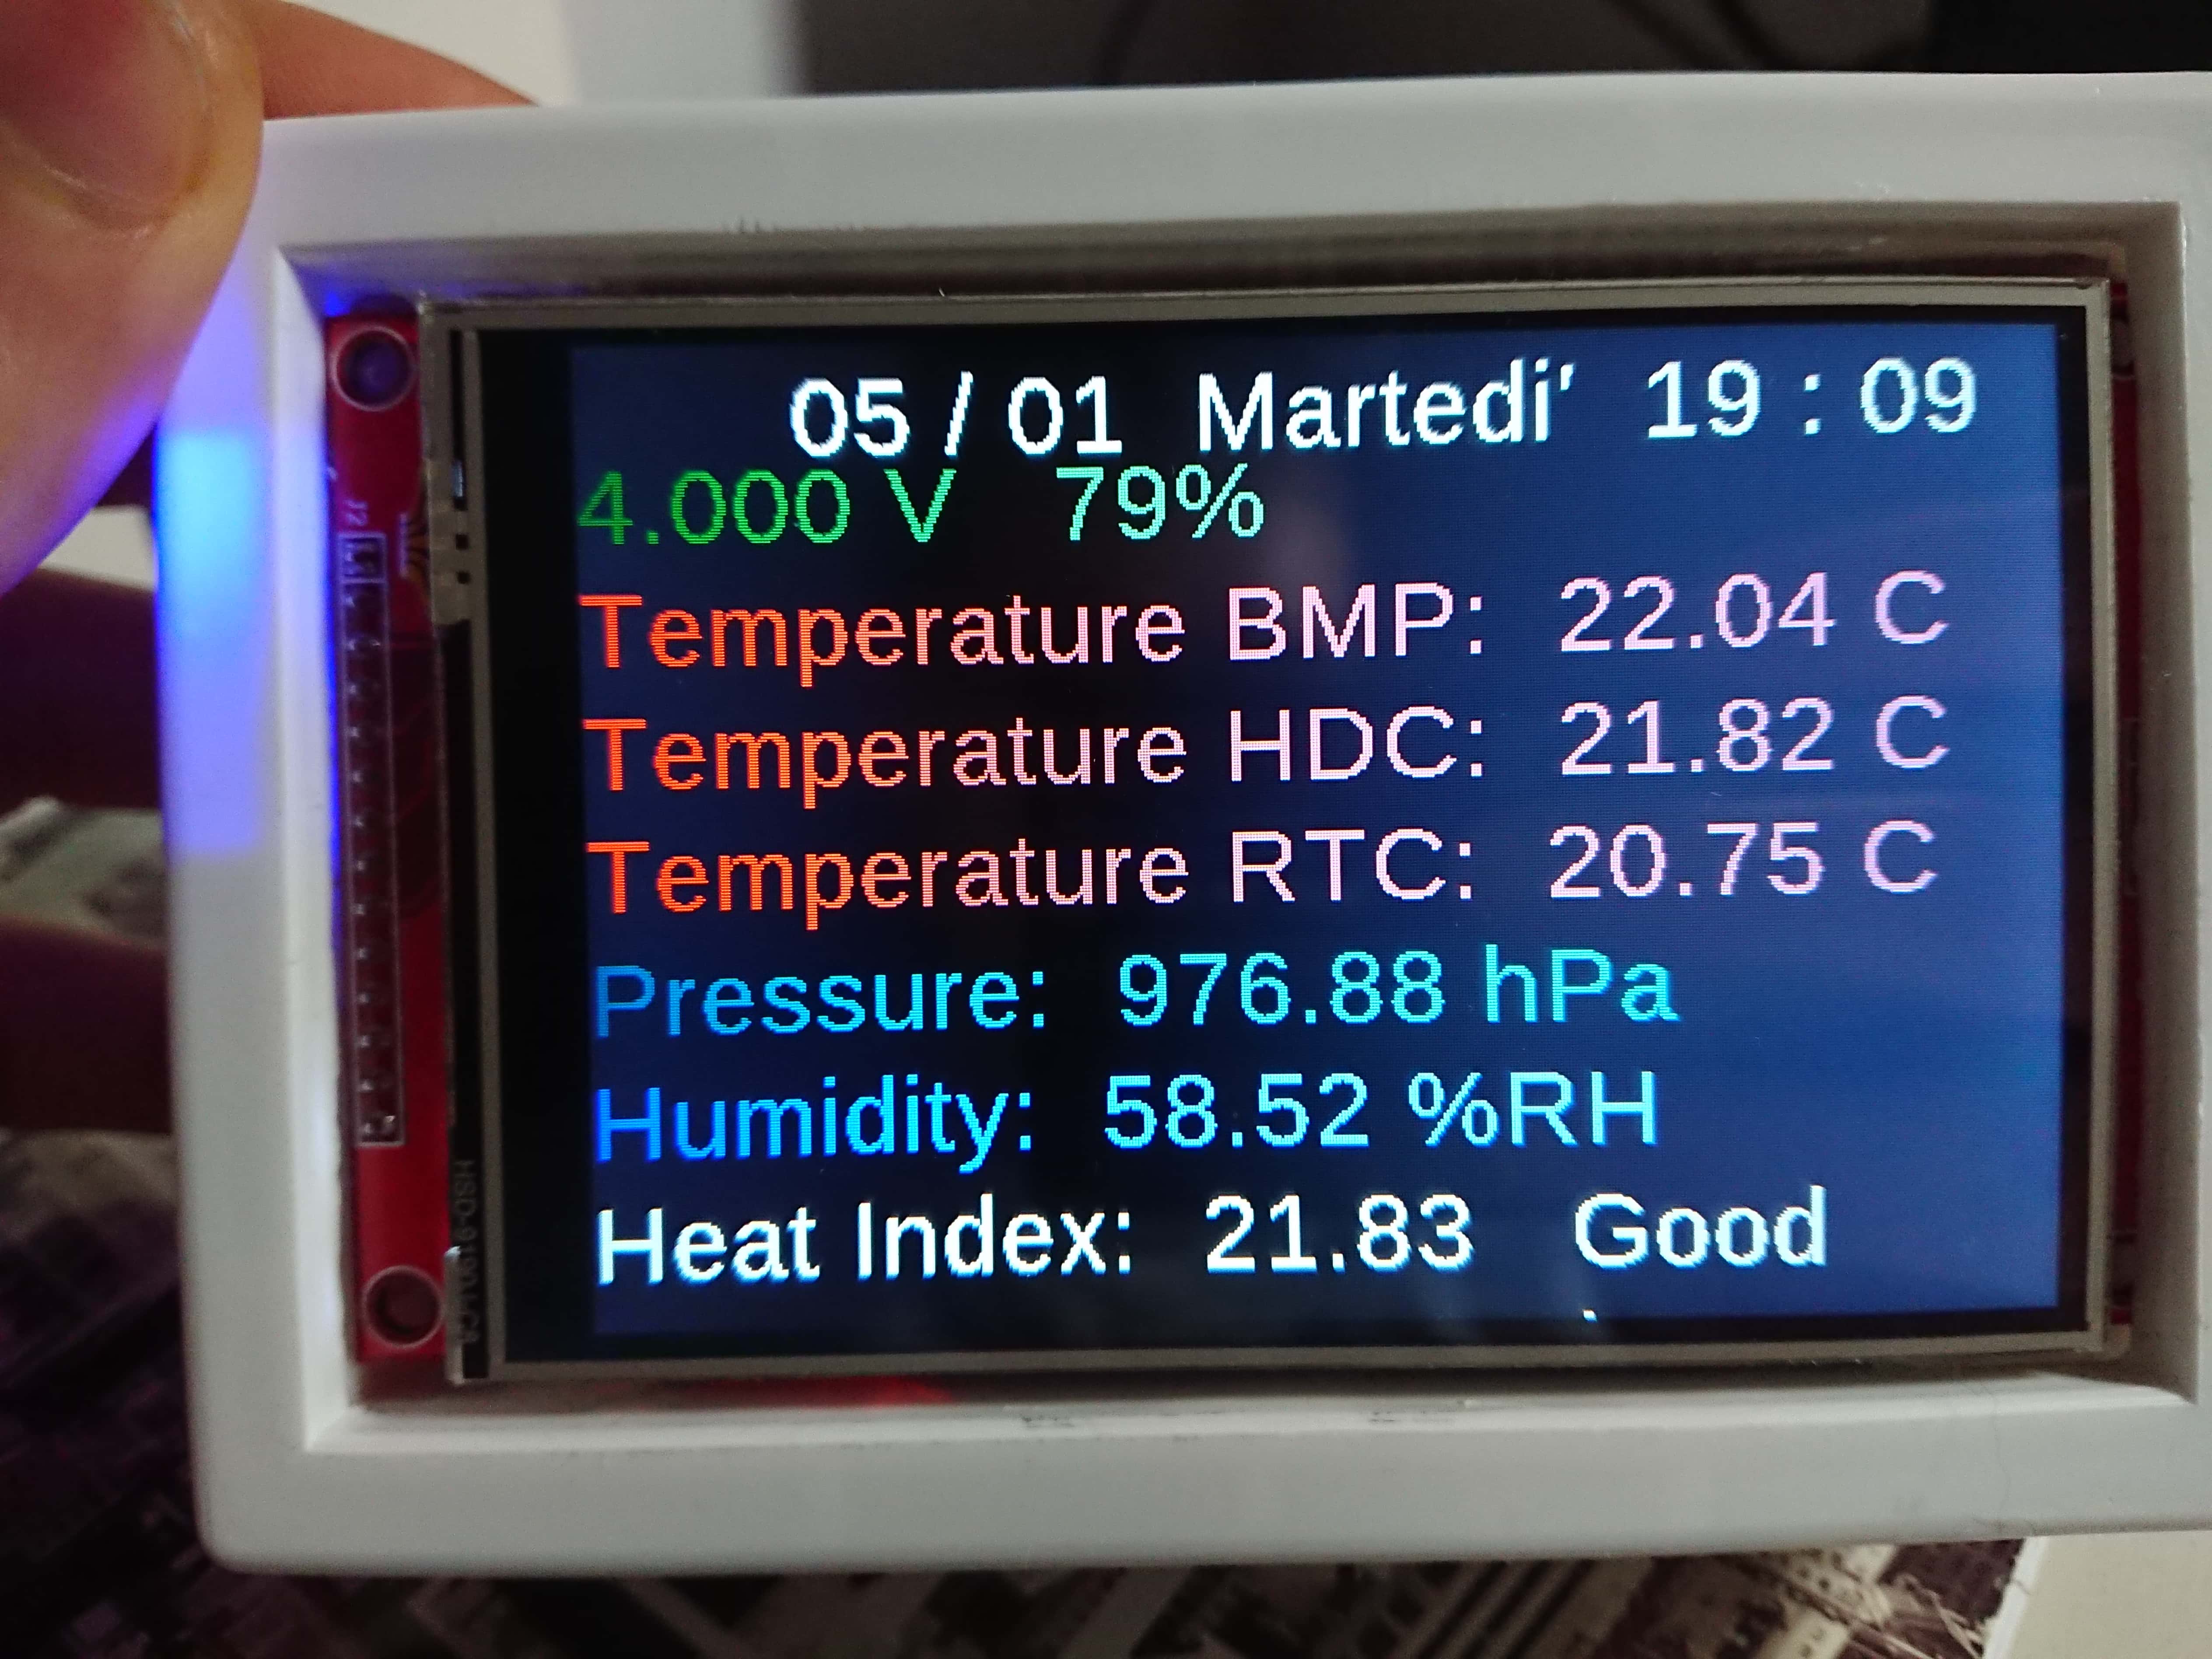 05 / 01 Martedi' 19 : 09
4.000 V 79%
Temperature BMP: 22.04 C
Temperature HDC: 21.82 C
Temperature RTC: 20.75 C
Pressure: 976.88 hPa
Humidity: 58.52 %RH
Heat Index: 21.83 Good
J2